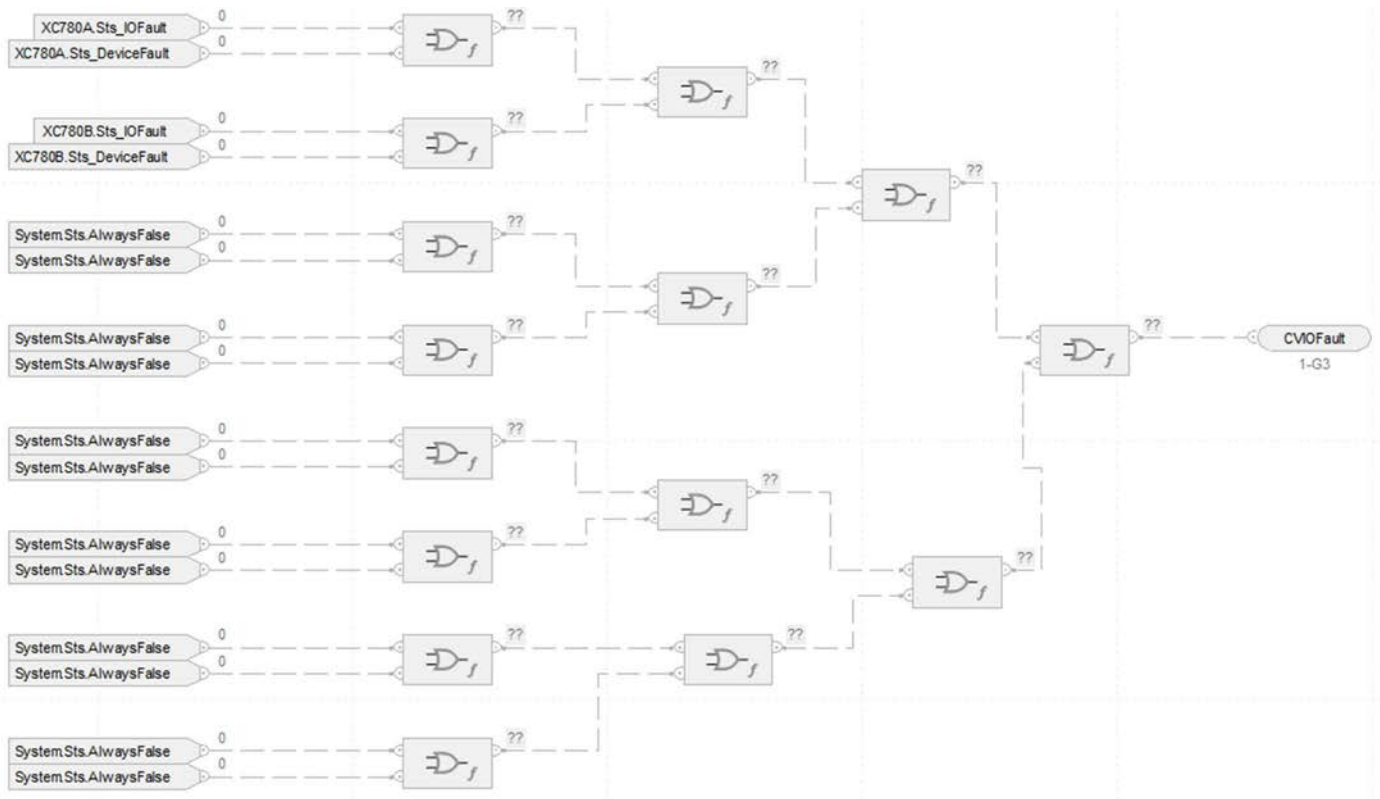 0 ??
XC780A.Sts_IOFault
0
XC780A.Sts_DeviceFault
??
0 ??
XC780B.Sts_IOFault
0
XC780B.Sts_DeviceFault
??
0 ??
System.Sts.AlwaysFalse
0
System.Sts.AlwaysFalse
??
0 ?? ??
System.Sts.AlwaysFalse CVIOFault
0
System.Sts.AlwaysFalse 1-G3
0 ??
System.Sts.AlwaysFalse
0
System.Sts.AlwaysFalse
??
0 ??
System.Sts.AlwaysFalse
??
0
System.Sts.AlwaysFalse
0 ?? ??
System.Sts.AlwaysFalse
0
System.Sts.AlwaysFalse
0 ??
System.Sts.AlwaysFalse
0
System.Sts.AlwaysFalse